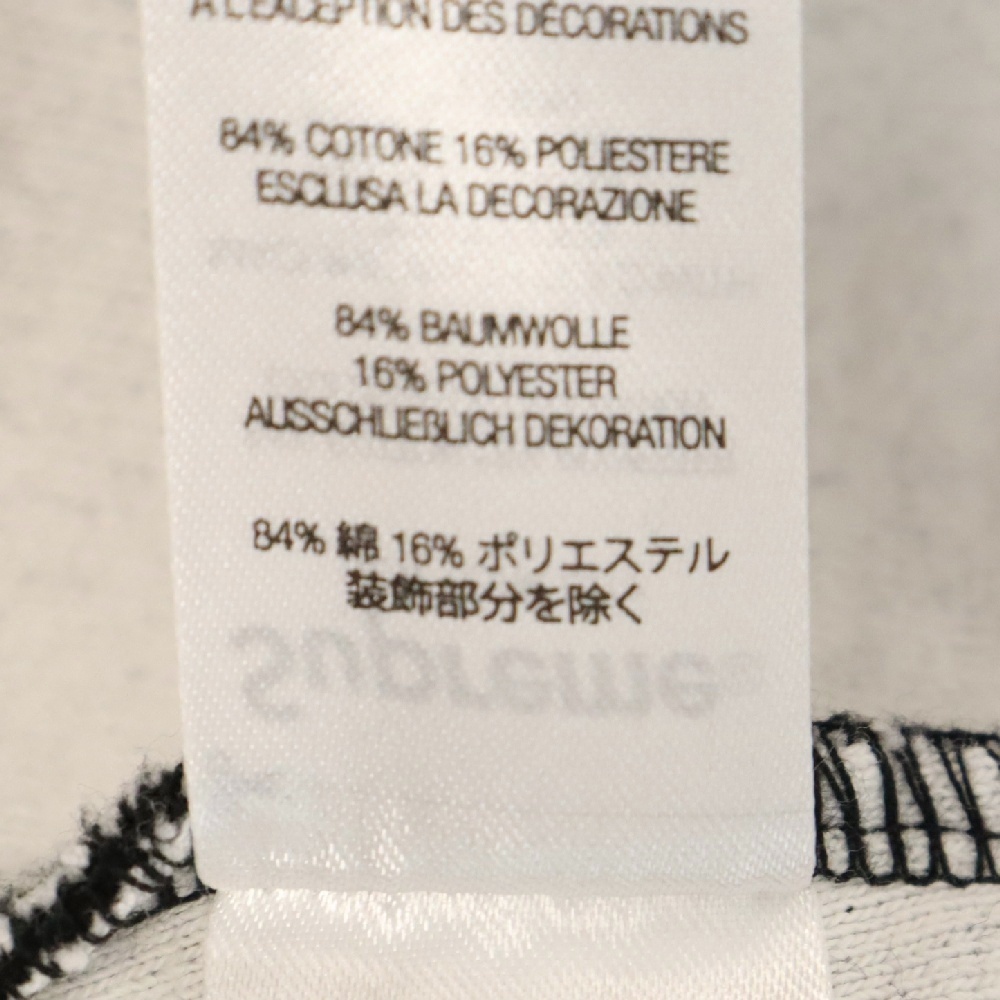 A L'EXCEPTION DES DÉCORATIONS
84% COTONE 16% POLIESTERE
ESCLUSA LA DECORAZIONE
84% BAUMWOLLE
16% POLYESTER
AUSSCHLIEßLICH DEKORATION
84% 綿 16% ポリエステル
装飾部分を除く
Supreme